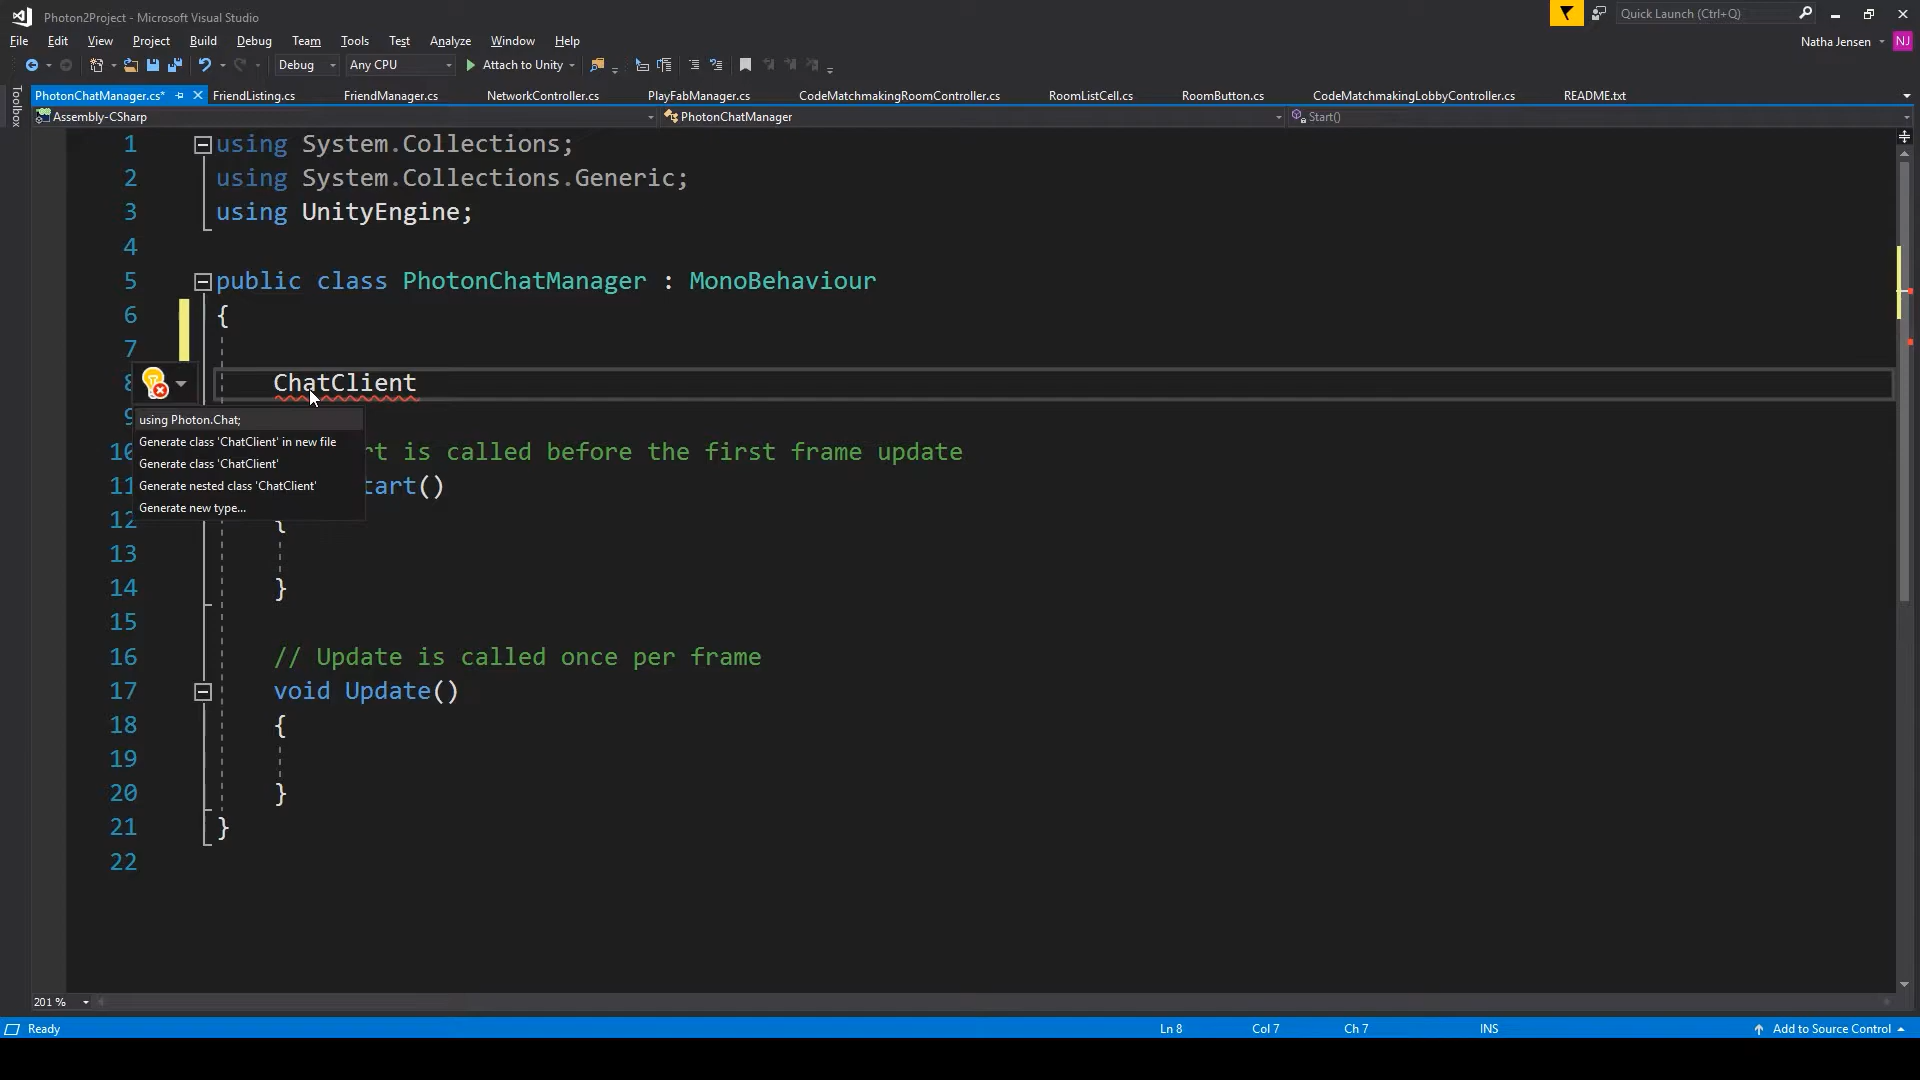 Photon2Project - Microsoft Visual Studio
Quick Launch (Ctrl+Q)
File Edit View Project Build Debug Team Tools Test Analyze Window Help
Natha Jensen NJ
Debug Any CPU Attach to Unity
Toolbox
PhotonChatManager.cs* FriendListing.cs FriendManager.cs NetworkController.cs PlayFabManager.cs CodeMatchmakingRoomController.cs RoomListCell.cs RoomButton.cs CodeMatchmakingLobbyController.cs README.txt
Assembly-CSharp PhotonChatManager Start()
1 using System.Collections;
2 using System.Collections.Generic;
3 using UnityEngine;
4
5 public class PhotonChatManager : MonoBehaviour
6 {
7
8 ChatClient
9
using Photon.Chat;
Generate class 'ChatClient' in new file
Generate class 'ChatClient'
Generate nested class 'ChatClient'
Generate new type...
10 rt is called before the first frame update
11 tart()
12 {
13
14 }
15
16 // Update is called once per frame
17 void Update()
18 {
19
20 }
21 }
22
201 %
Ready Ln 8 Col 7 Ch 7 INS Add to Source Control